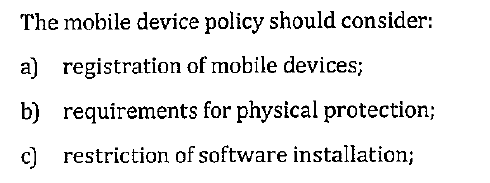 The mobile device policy should consider:
a) registration of mobile devices;
b) requirements for physical protection;
c) restriction of software installation;